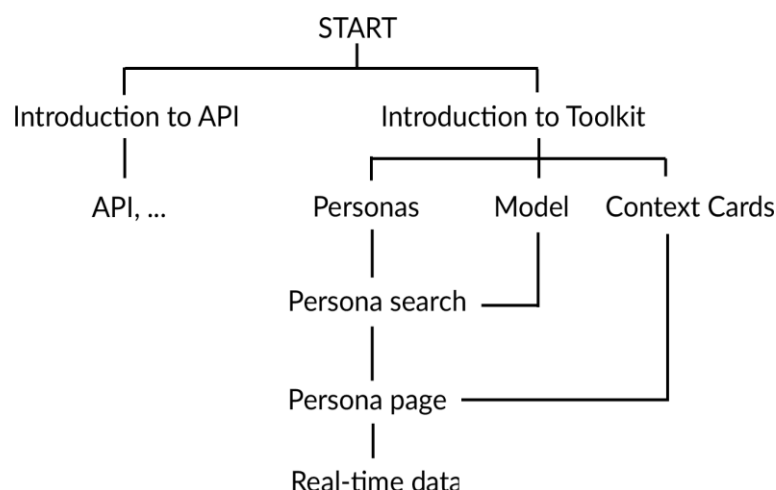 START
Introduction to API
Introduction to Toolkit
API, ...
Personas
Model
Context Cards
Persona search
Persona page
Real-time data